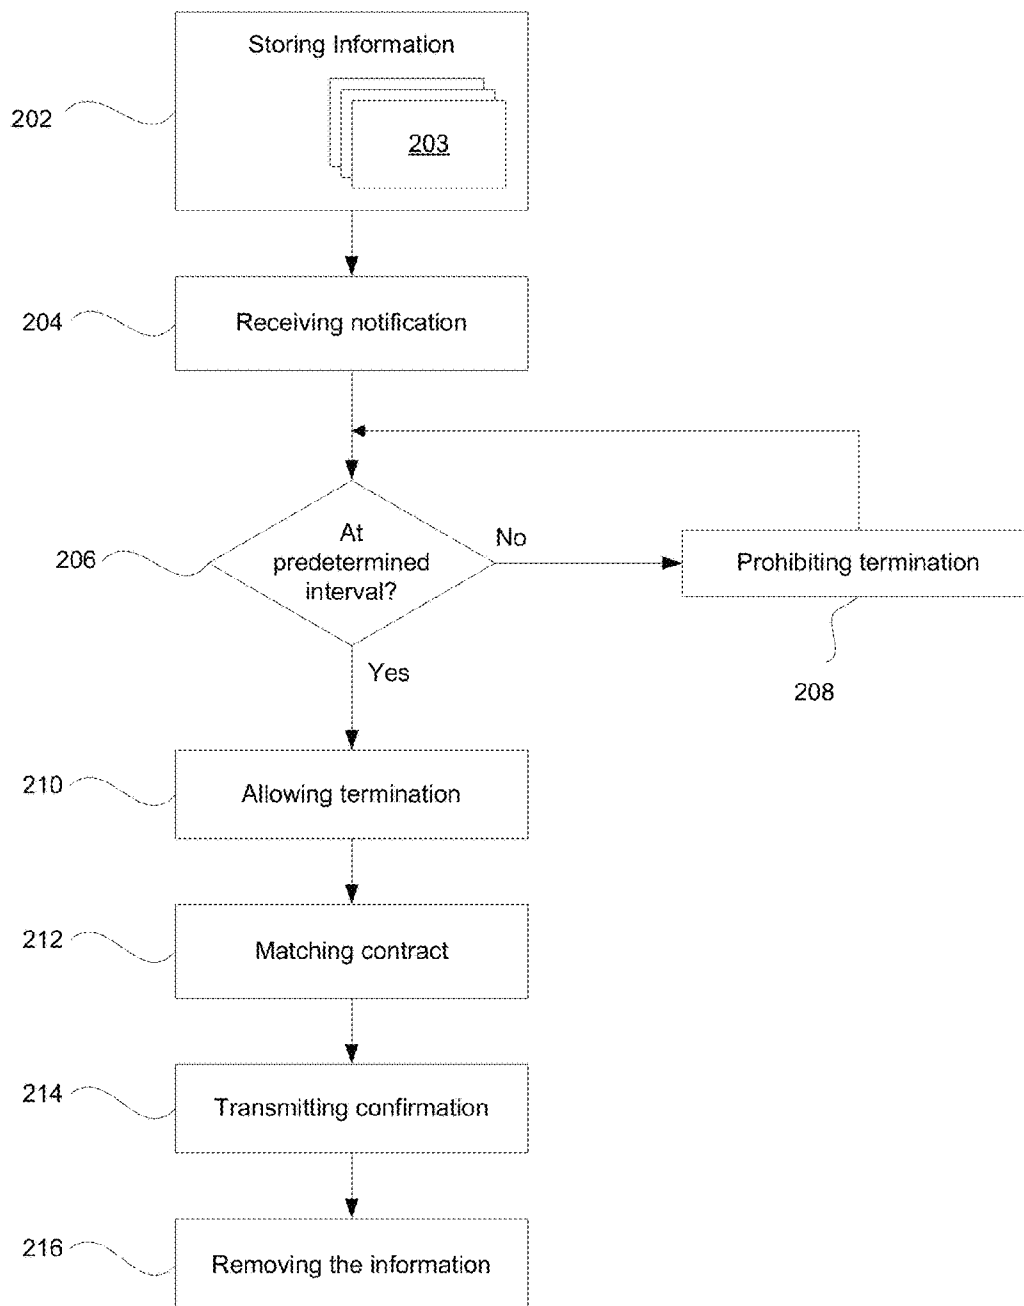 Storing Information
202
203
204
Receiving notification
At
predetermined
interval?
206
No
Prohibiting termination
208
Yes
210
Allowing termination
212
Matching contract
214
Transmitting confirmation
216
Removing the information